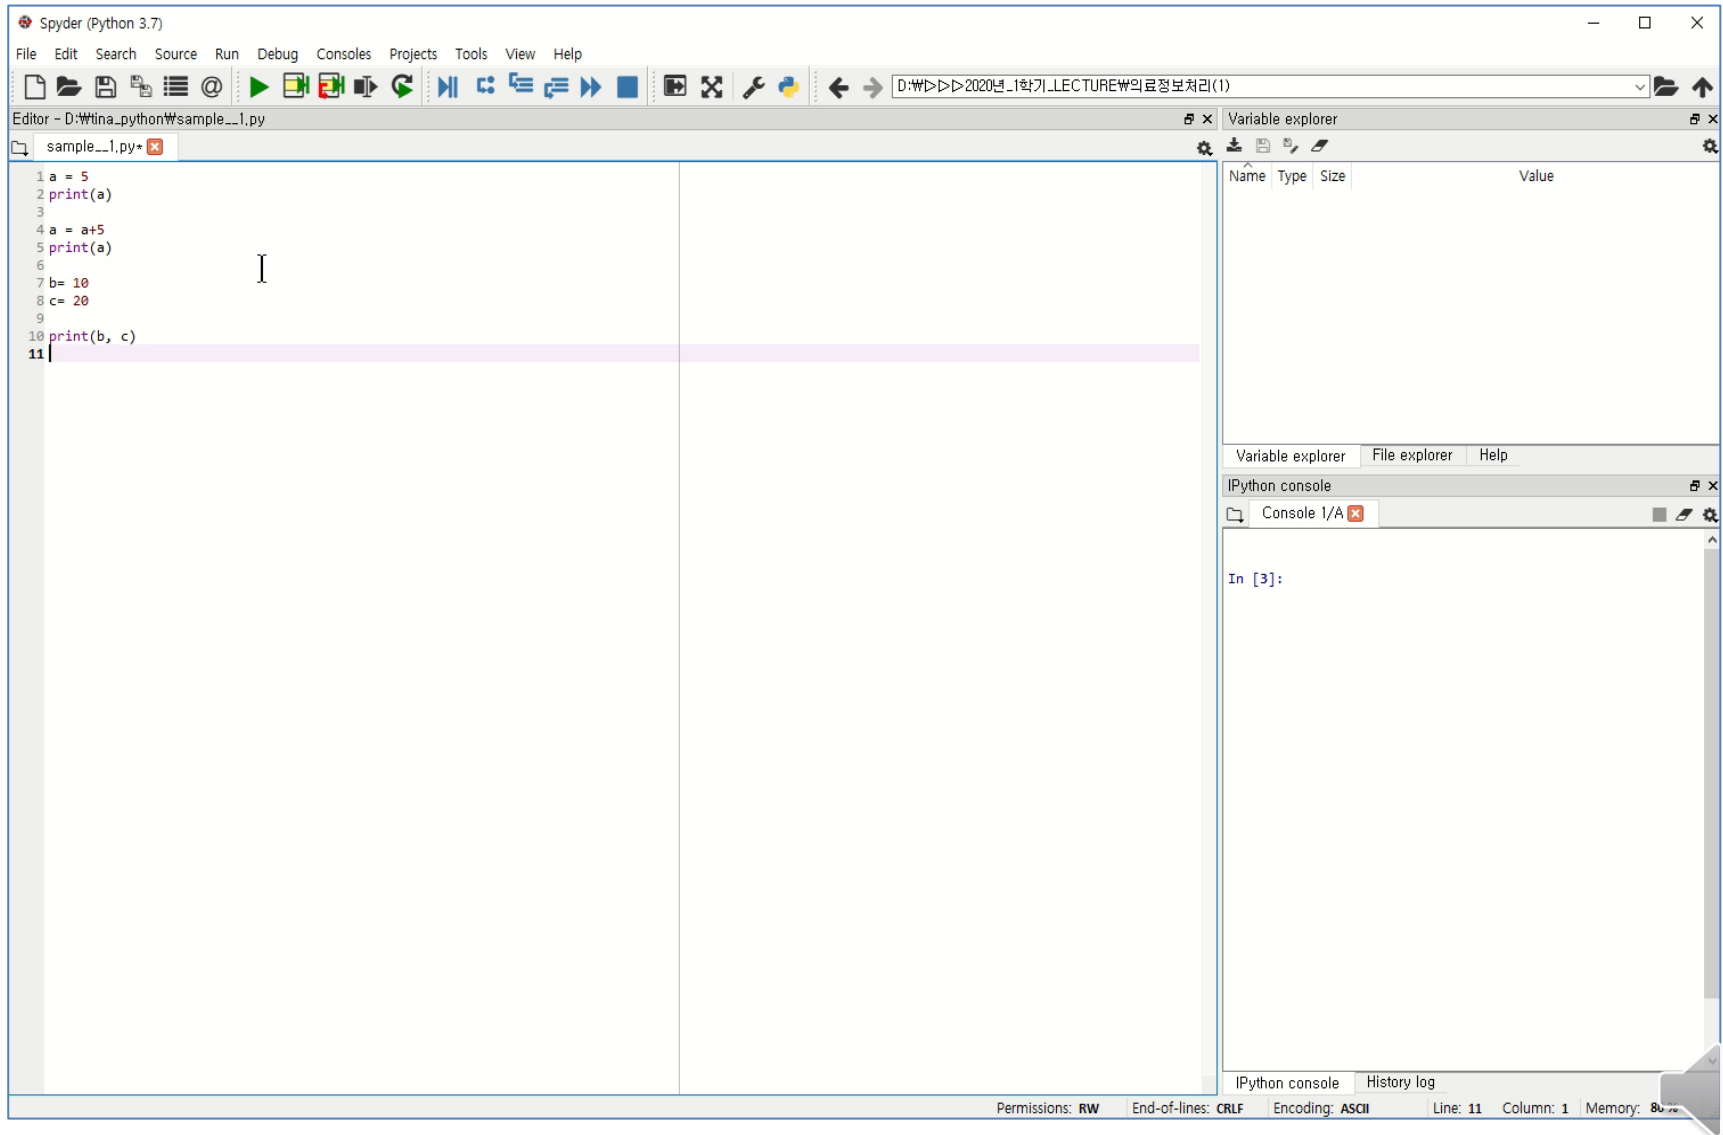 Spyder (Python 3.7)
File Edit Search Source Run Debug Consoles Projects Tools View Help
D:₩▷▷▷2020년_1학기_LECTURE₩의료정보처리(1)
Editor - D:₩tina_python₩sample__1.py
sample__1.py*
1 a = 5
2 print(a)
3
4 a = a+5
5 print(a)
6
7 b= 10
8 c= 20
9
10 print(b, c)
11
Variable explorer
Name Type Size Value
Variable explorer File explorer Help
IPython console
Console 1/A
In [3]:
IPython console History log
Permissions: RW End-of-lines: CRLF Encoding: ASCII Line: 11 Column: 1 Memory: